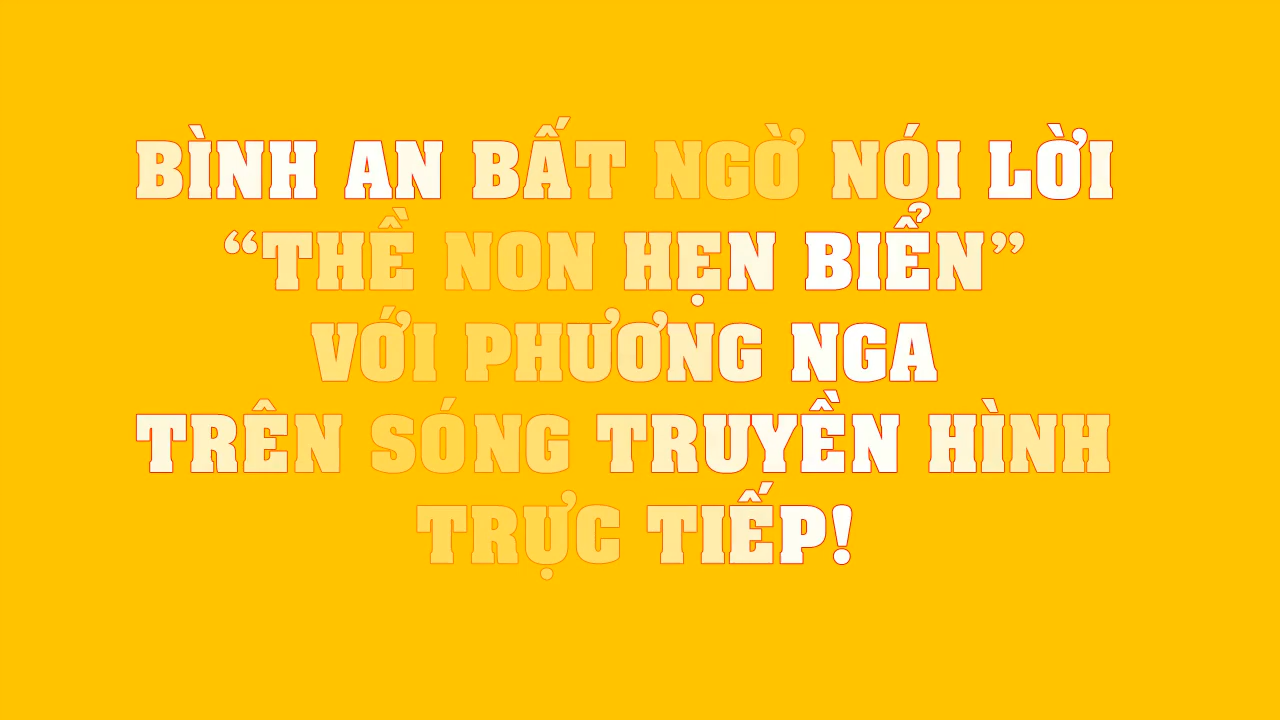 BÌNH AN BẤT NGỜ NÓI LỜI
“THỀ NON HẸN BIỂN”
VỚI PHƯƠNG NGA
TRÊN SÓNG TRUYỀN HÌNH
TRỰC TIẾP!